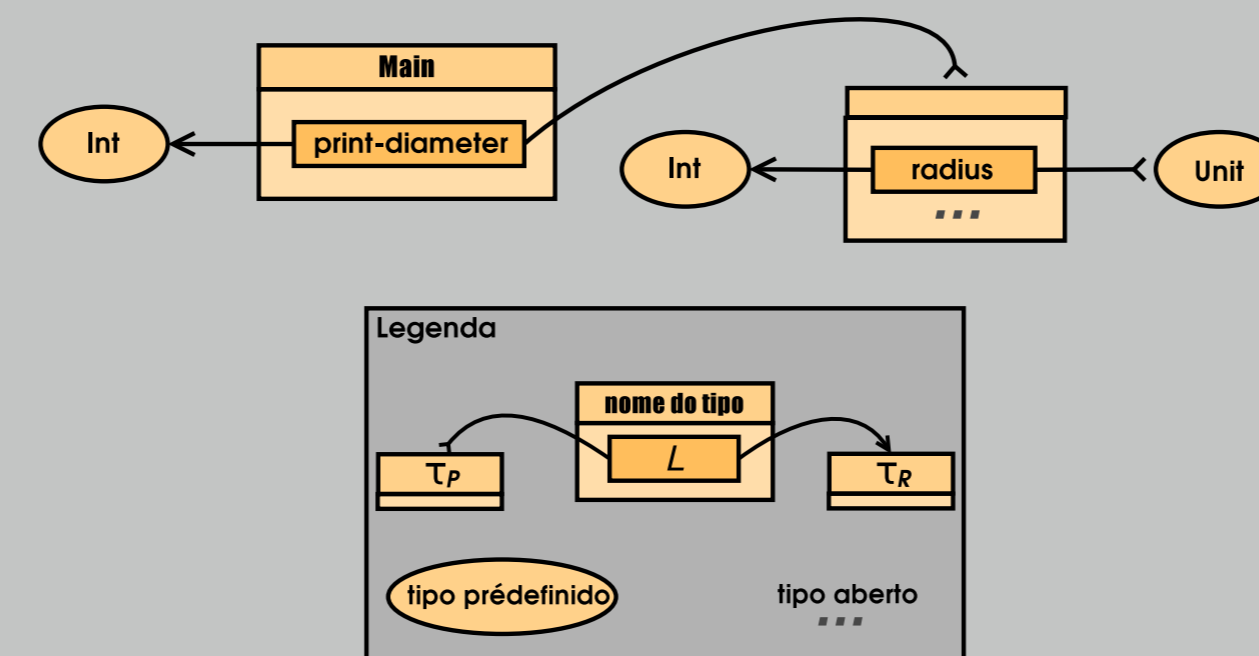 Main
Int
print-diameter
Int
radius
Unit
...
Legenda
nome do tipo
L
τP
τR
tipo prédefinido
tipo aberto
...